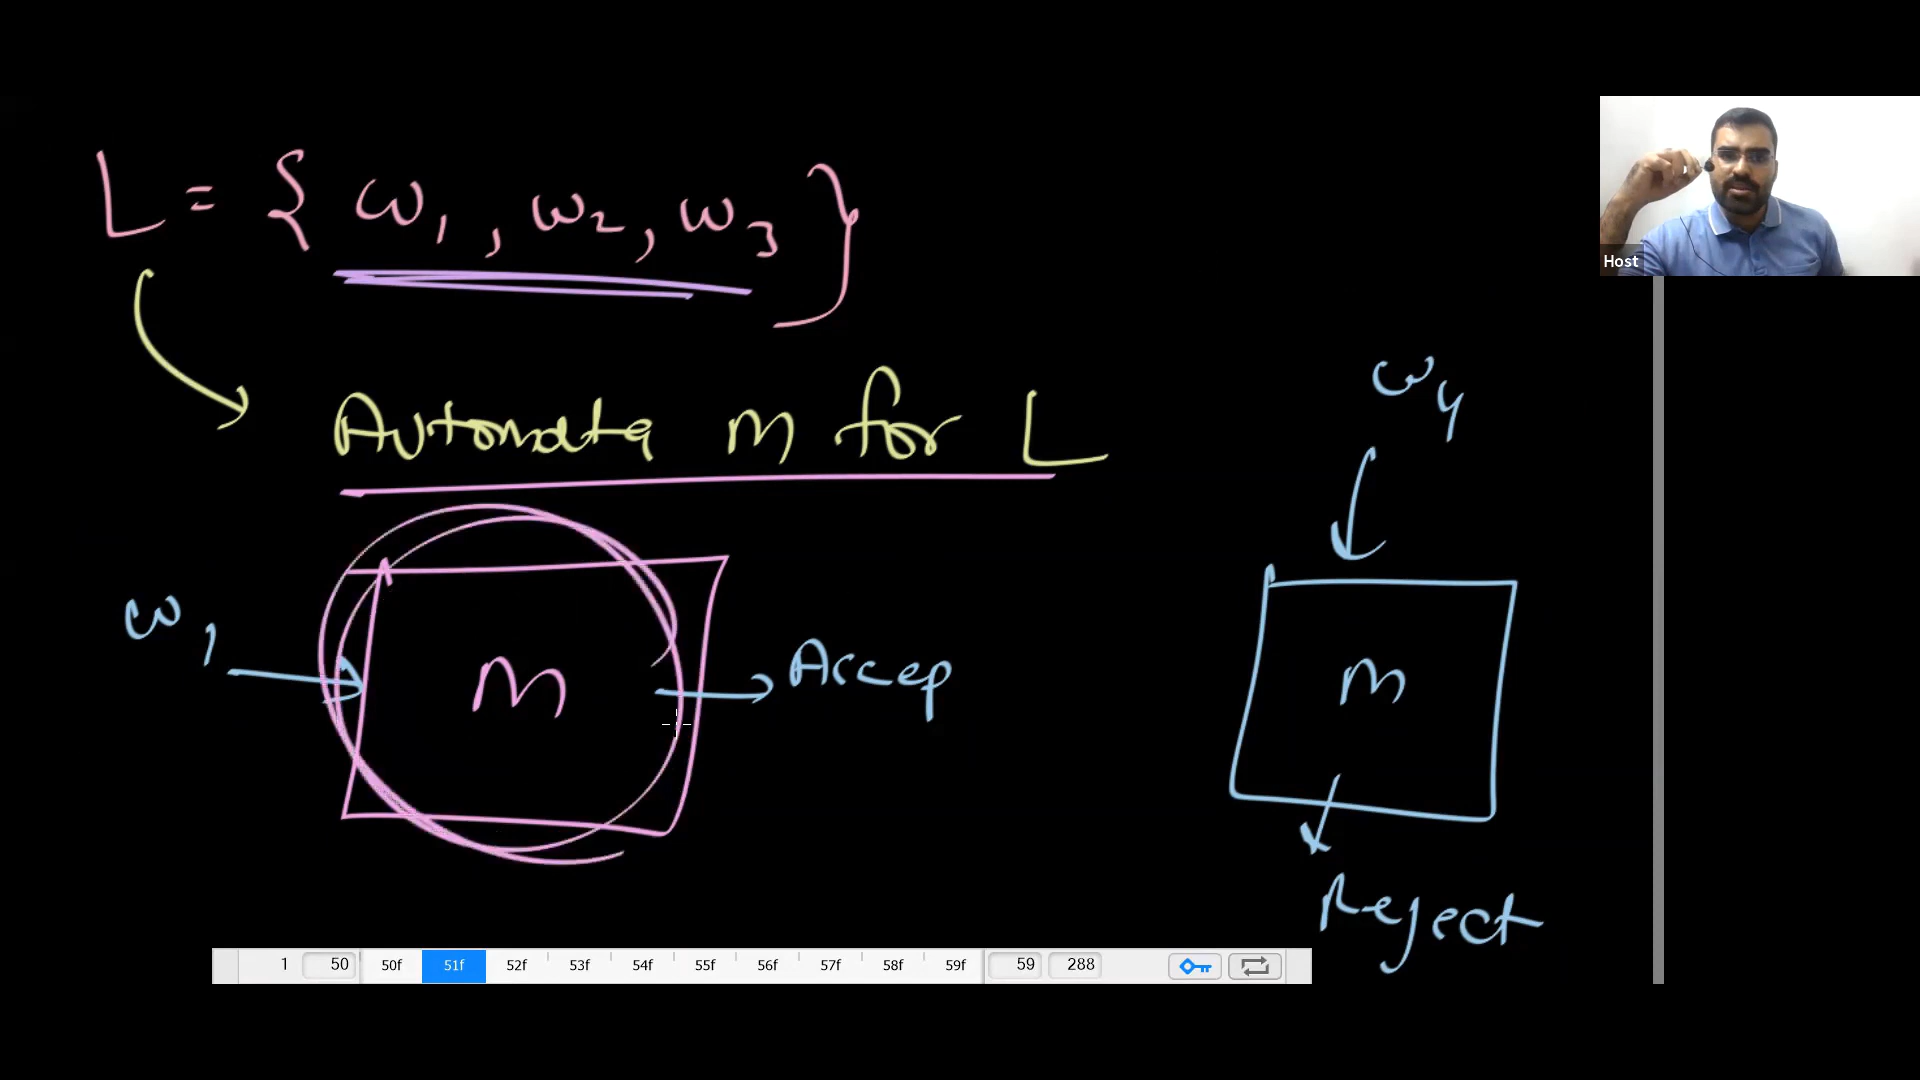 L = { ω1, ω2, ω3 }
Host
Automata m for L
ω4
ω1
m
Accep
m
Reject
1 50 50f 51f 52f 53f 54f 55f 56f 57f 58f 59f 59 288